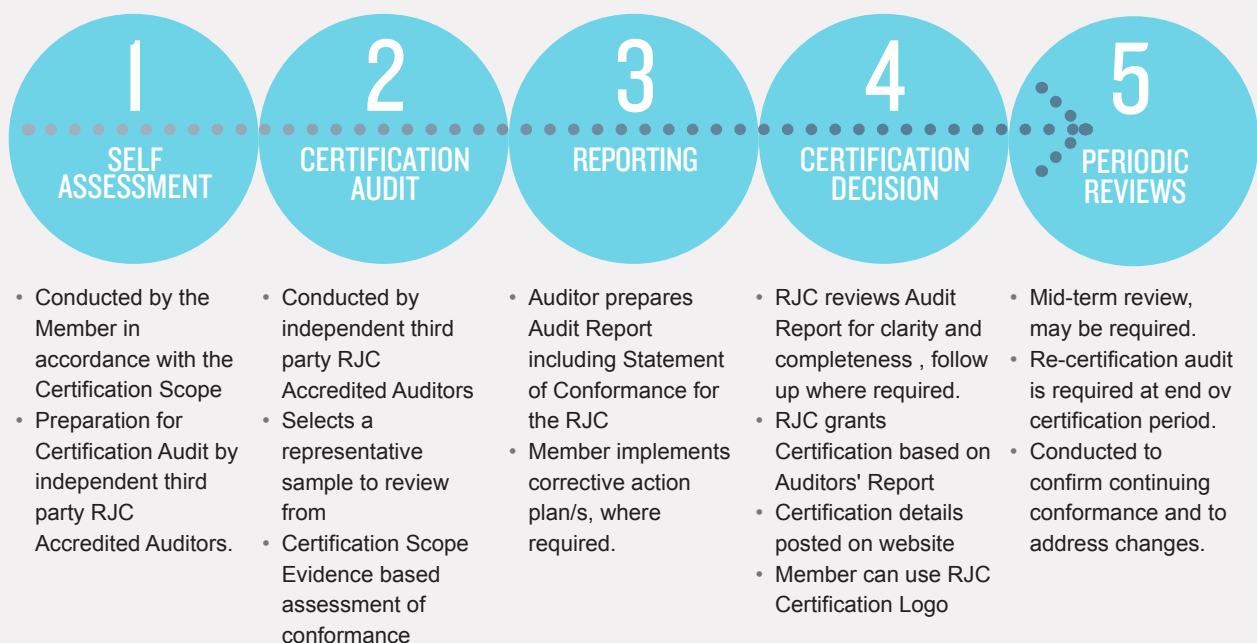 1
SELF
ASSESSMENT
• Conducted by the
Member in
accordance with the
Certification Scope
• Preparation for
Certification Audit by
independent third
party RJC
Accredited Auditors.
2
CERTIFICATION
AUDIT
• Conducted by
independent third
party RJC
Accredited Auditors
• Selects a
representative
sample to review
from
• Certification Scope
Evidence based
assessment of
conformance
3
REPORTING
• Auditor prepares
Audit Report
including Statement
of Conformance for
the RJC
• Member implements
corrective action
plan/s, where
required.
4
CERTIFICATION
DECISION
• RJC reviews Audit
Report for clarity and
completeness , follow
up where required.
• RJC grants
Certification based on
Auditors' Report
• Certification details
posted on website
• Member can use RJC
Certification Logo
5
PERIODIC
REVIEWS
• Mid-term review,
may be required.
• Re-certification audit
is required at end ov
certification period.
• Conducted to
confirm continuing
conformance and to
address changes.